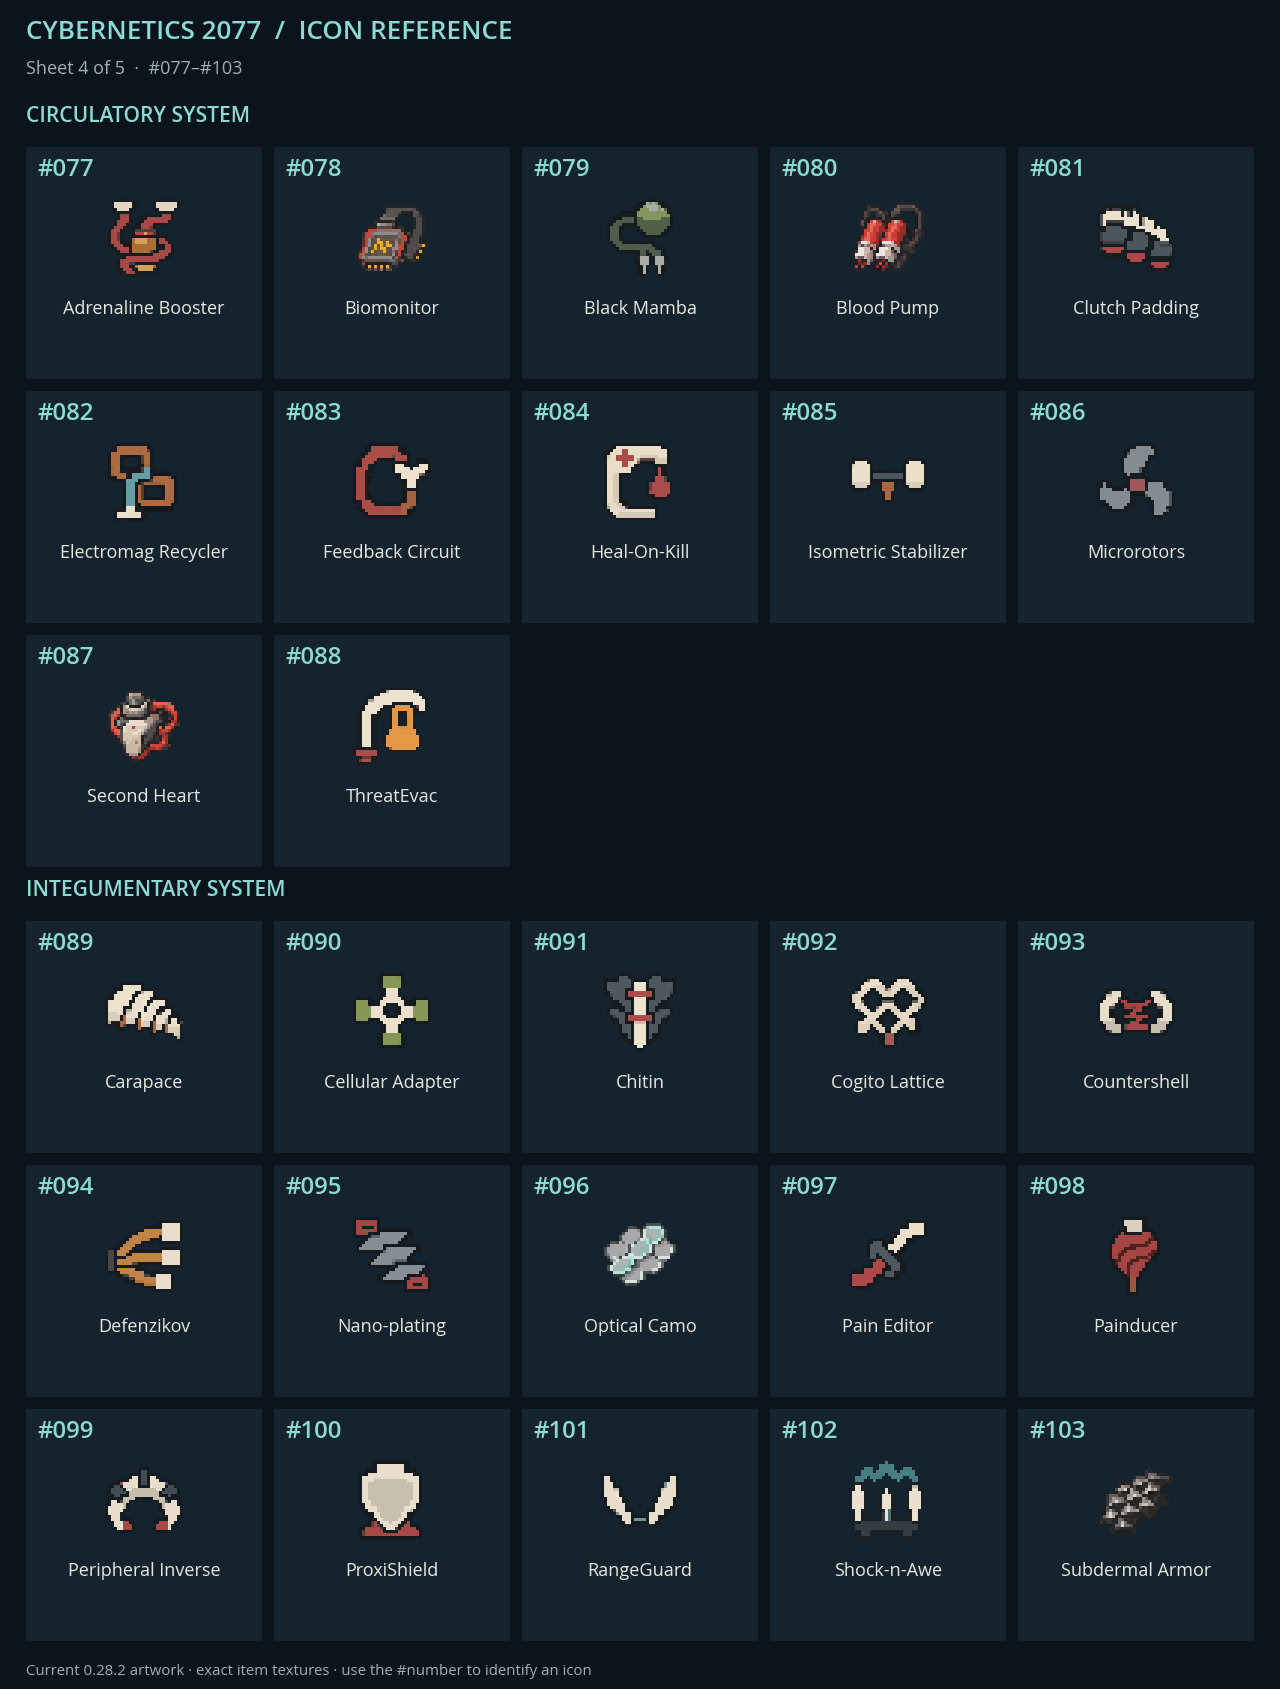 CYBERNETICS 2077 / ICON REFERENCE
Sheet 4 of 5 · #077–#103
CIRCULATORY SYSTEM
#077 #078 #079 #080 #081
Adrenaline Booster Biomonitor Black Mamba Blood Pump Clutch Padding
#082 #083 #084 #085 #086
Electromag Recycler Feedback Circuit Heal-On-Kill Isometric Stabilizer Microrotors
#087 #088
Second Heart ThreatEvac
INTEGUMENTARY SYSTEM
#089 #090 #091 #092 #093
Carapace Cellular Adapter Chitin Cogito Lattice Countershell
#094 #095 #096 #097 #098
Defenzikov Nano-plating Optical Camo Pain Editor Painducer
#099 #100 #101 #102 #103
Peripheral Inverse ProxiShield RangeGuard Shock-n-Awe Subdermal Armor
Current 0.28.2 artwork · exact item textures · use the #number to identify an icon